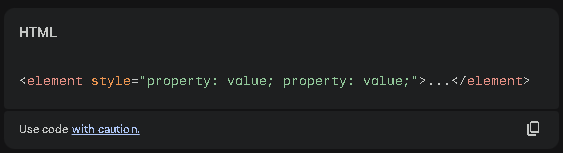 HTML
<element style="property: value; property: value;">...</element>
Use code with caution.